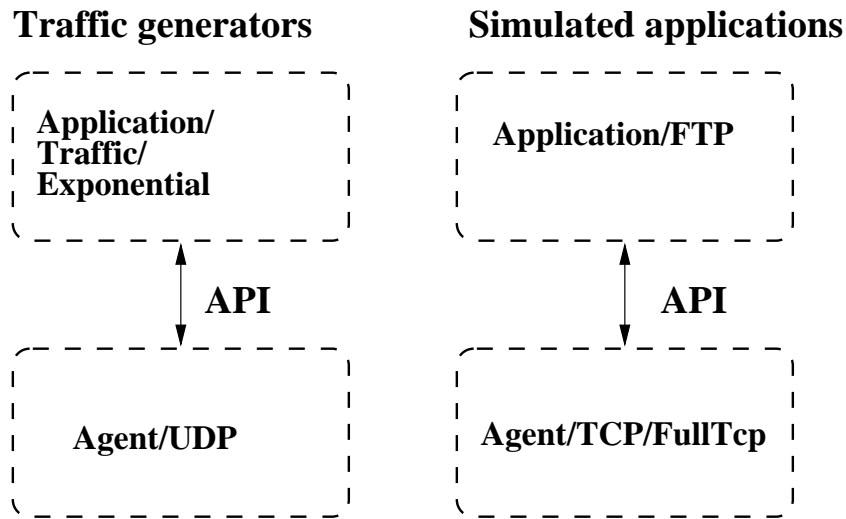 Traffic generators
Simulated applications
Application/
Traffic/
Exponential
Application/FTP
API
API
Agent/UDP
Agent/TCP/FullTcp